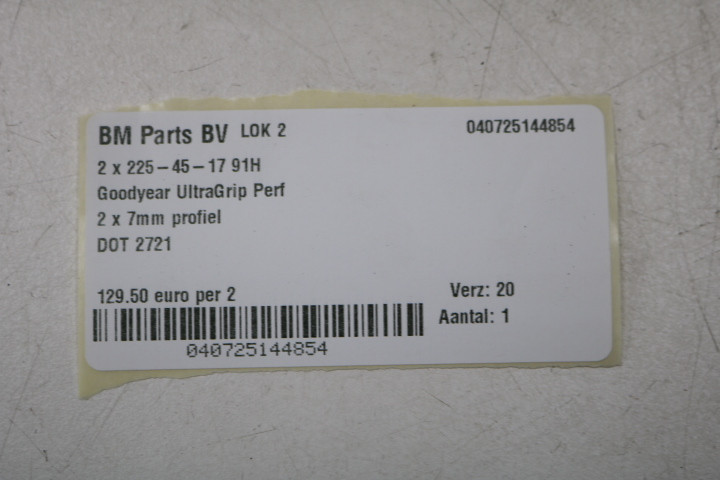 BM Parts BV LOK 2 040725144854
2 x 225-45-17 91H
Goodyear UltraGrip Perf
2 x 7mm profiel
DOT 2721
129.50 euro per 2 Verz: 20
Aantal: 1
040725144854